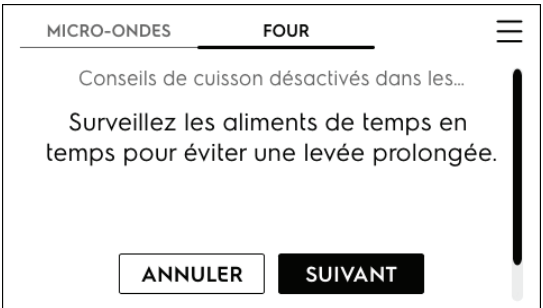 MICRO-ONDES FOUR
Conseils de cuisson désactivés dans les...
Surveillez les aliments de temps en
temps pour éviter une levée prolongée.
ANNULER SUIVANT